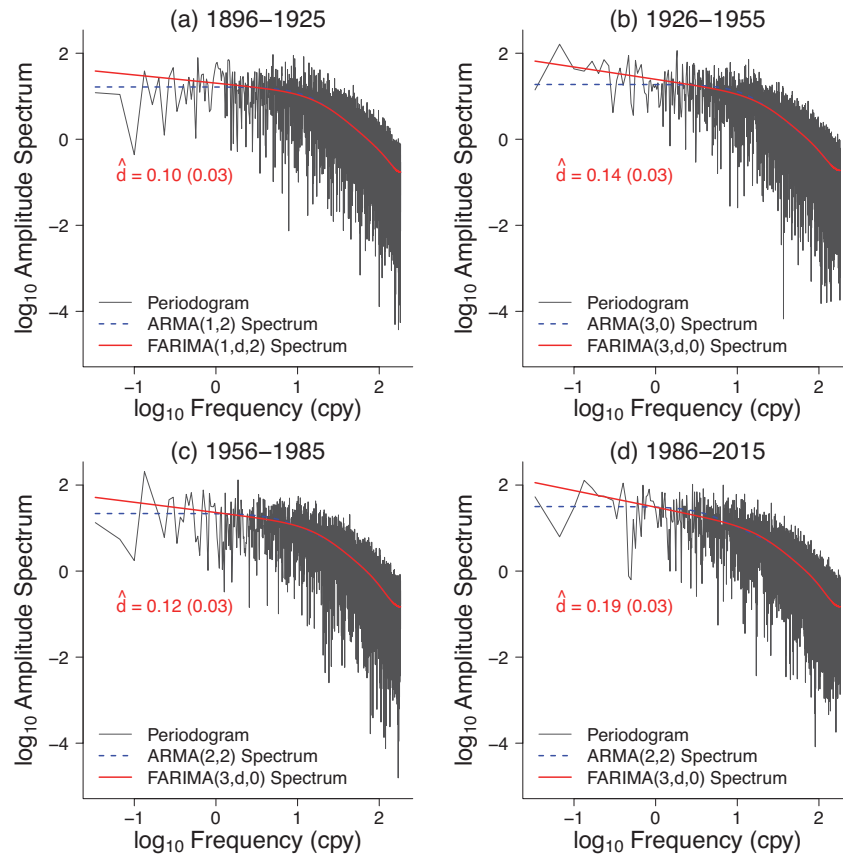 (a) 1896−1925
log10 Amplitude Spectrum
2
0
−2
−4
d̂ = 0.10 (0.03)
Periodogram
ARMA(1,2) Spectrum
FARIMA(1,d,2) Spectrum
−1
0
1
2
log10 Frequency (cpy)
(b) 1926−1955
log10 Amplitude Spectrum
2
0
−2
−4
d̂ = 0.14 (0.03)
Periodogram
ARMA(3,0) Spectrum
FARIMA(3,d,0) Spectrum
−1
0
1
2
log10 Frequency (cpy)
(c) 1956−1985
log10 Amplitude Spectrum
2
0
−2
−4
d̂ = 0.12 (0.03)
Periodogram
ARMA(2,2) Spectrum
FARIMA(3,d,0) Spectrum
−1
0
1
2
log10 Frequency (cpy)
(d) 1986−2015
log10 Amplitude Spectrum
2
0
−2
−4
d̂ = 0.19 (0.03)
Periodogram
ARMA(2,2) Spectrum
FARIMA(3,d,0) Spectrum
−1
0
1
2
log10 Frequency (cpy)